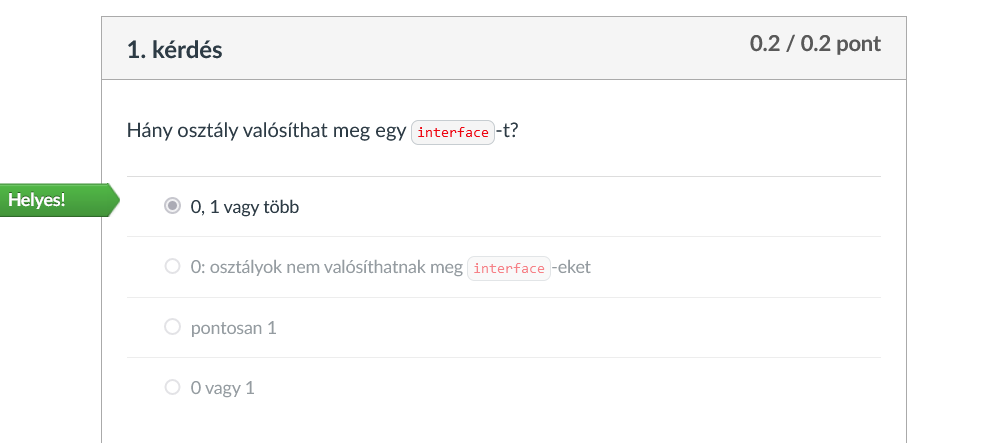 1. kérdés
0.2 / 0.2 pont
Hány osztály valósíthat meg egy interface-t?
Helyes!
0, 1 vagy több
0: osztályok nem valósíthatnak meg interface-eket
pontosan 1
0 vagy 1